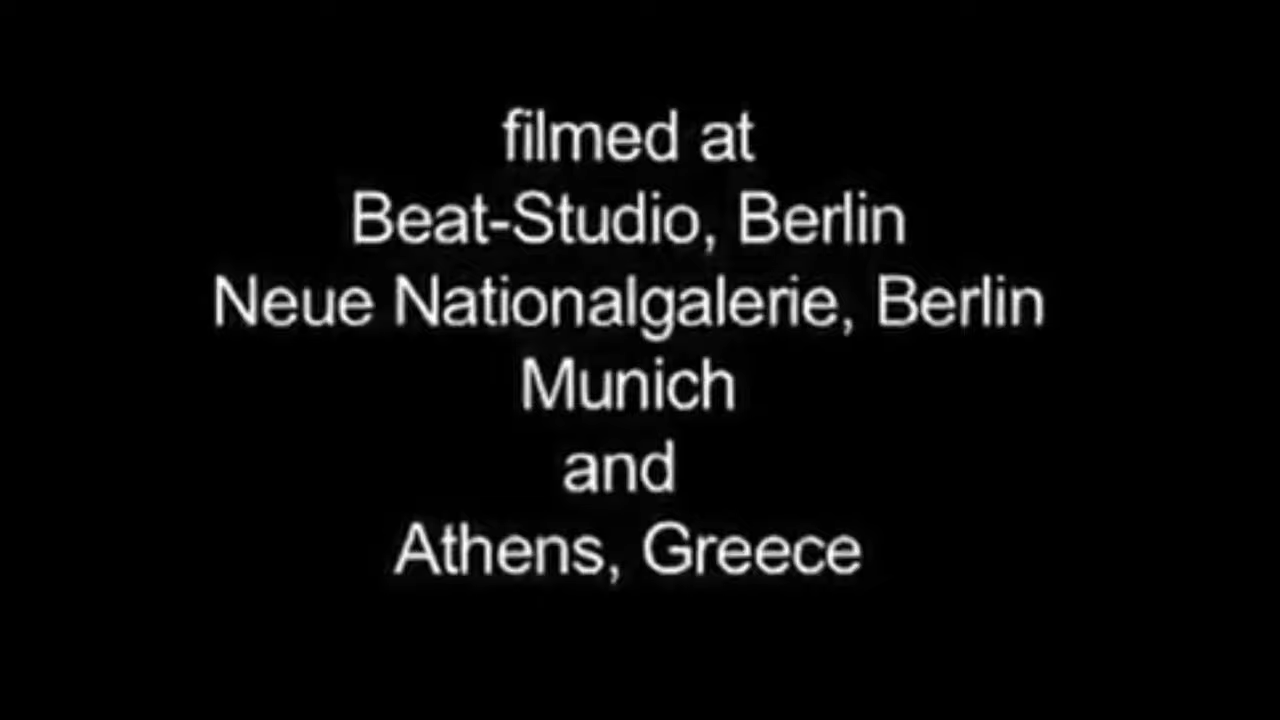 filmed at
Beat-Studio, Berlin
Neue Nationalgalerie, Berlin
Munich
and
Athens, Greece